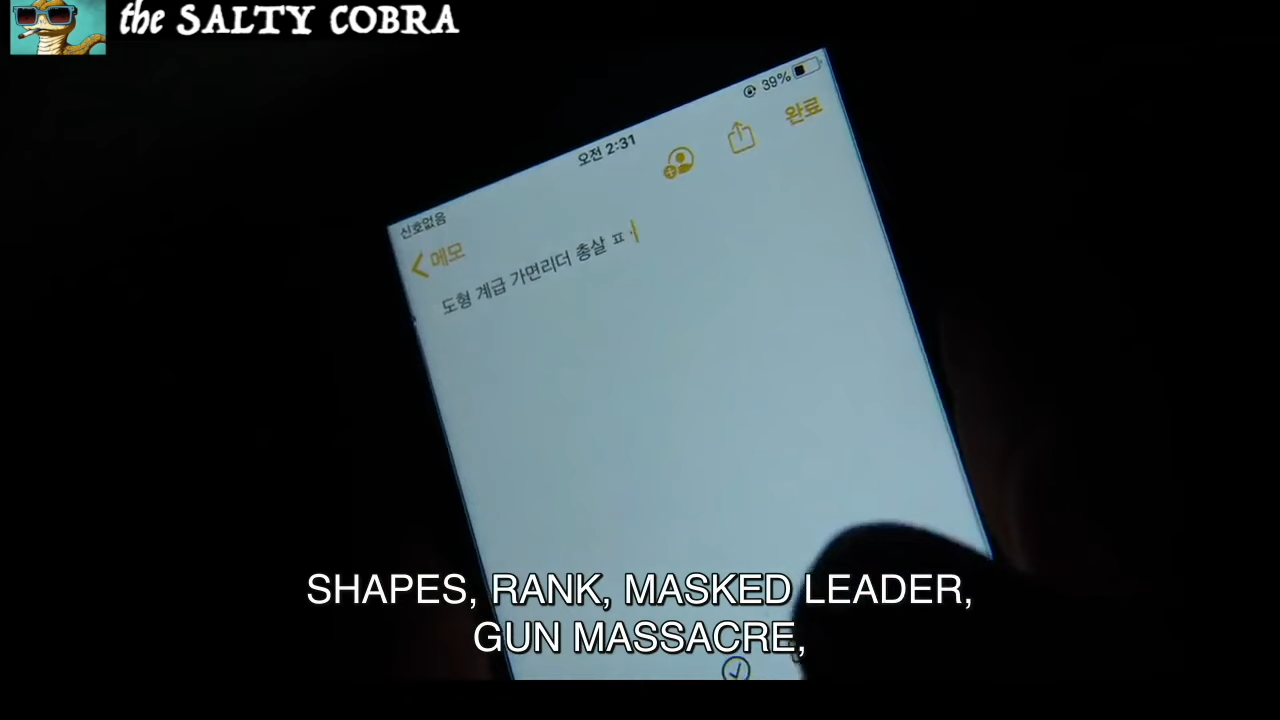 the SALTY COBRA
39%
완료
오전 2:31
신호없음
메모
도형 계급 가면리더 총살 ㅍ
SHAPES, RANK, MASKED LEADER,
GUN MASSACRE,